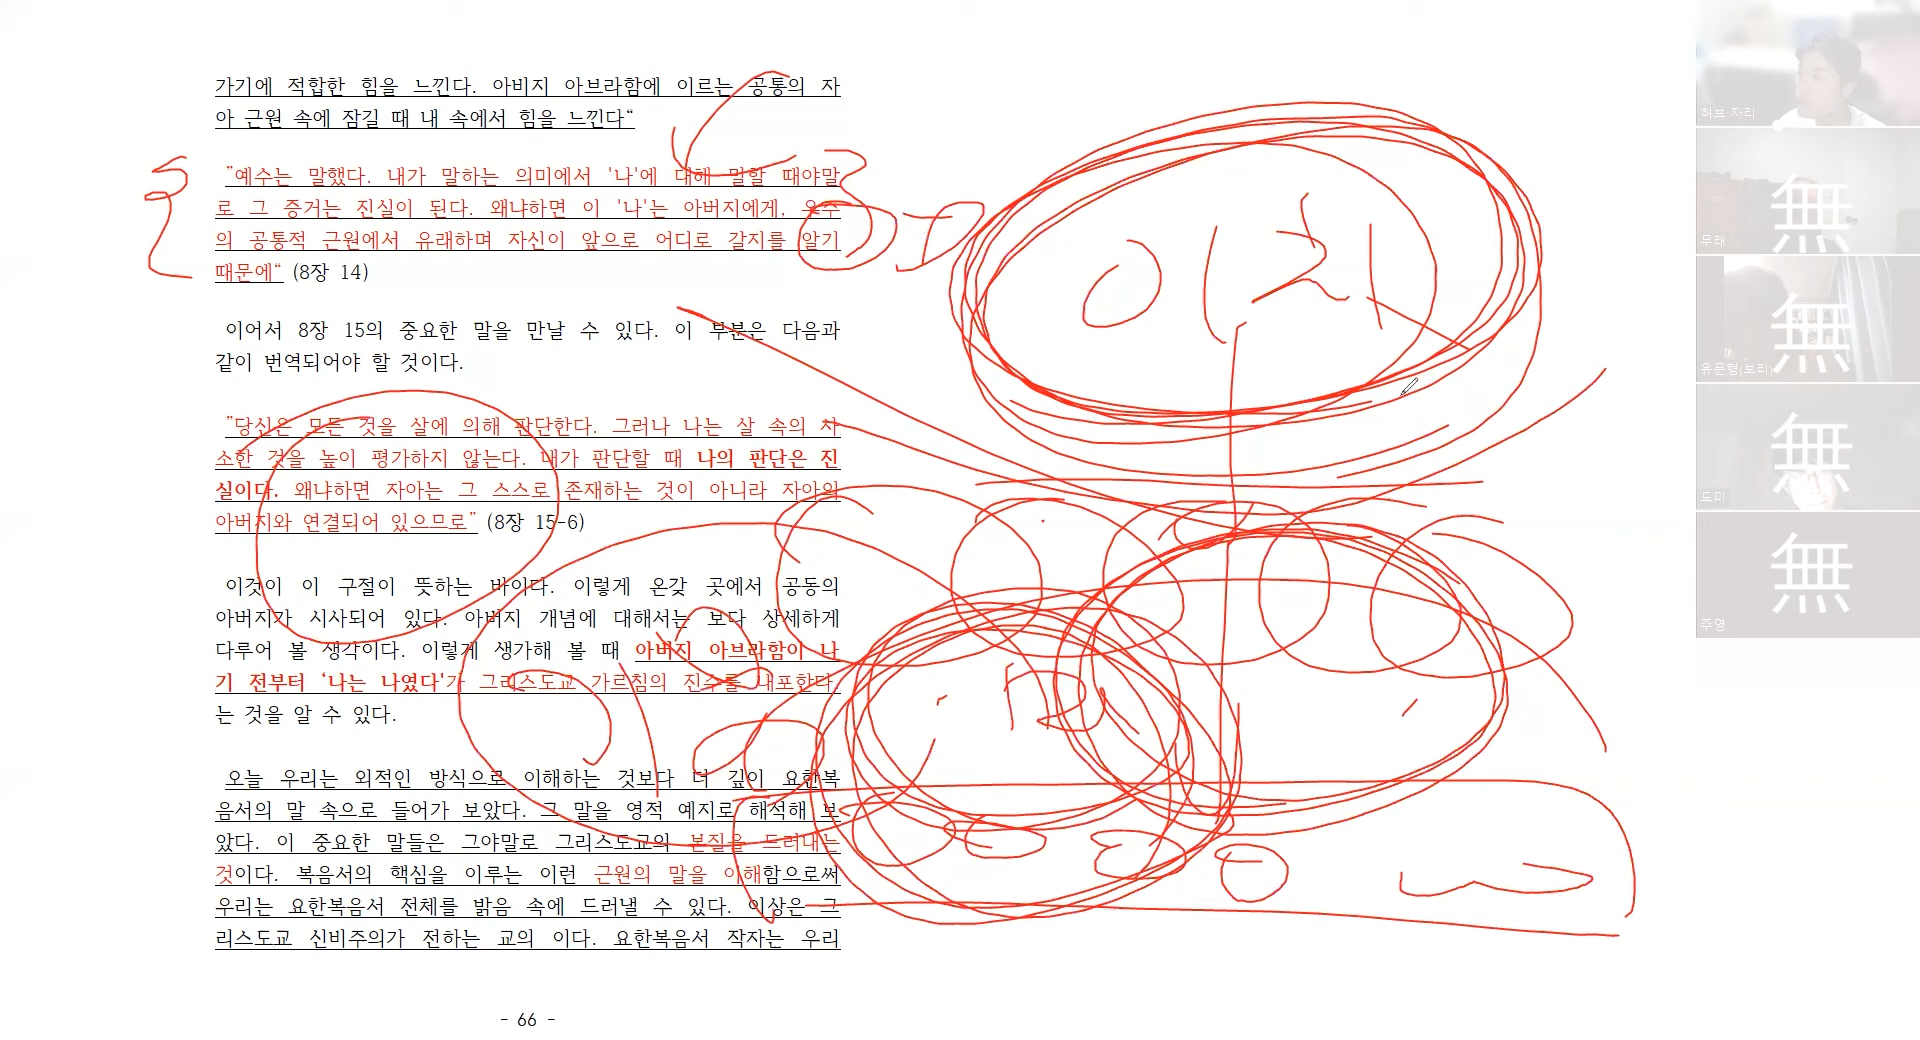 가기에 적합한 힘을 느낀다. 아비지 아브라함에 이르는 공통의 자
아 근원 속에 잠길 때 내 속에서 힘을 느낀다“
"예수는 말했다. 내가 말하는 의미에서 '나'에 대해 말할 때야말
로 그 증거는 진실이 된다. 왜냐하면 이 '나'는 아버지에게, 우주
의 공통적 근원에서 유래하며 자신이 앞으로 어디로 갈지를 알기
때문에“ (8장 14)
이어서 8장 15의 중요한 말을 만날 수 있다. 이 부분은 다음과
같이 번역되어야 할 것이다.
"당신은 모든 것을 살에 의해 판단한다. 그러나 나는 살 속의 사
소한 것을 높이 평가하지 않는다. 내가 판단할 때 나의 판단은 진
실이다. 왜냐하면 자아는 그 스스로 존재하는 것이 아니라 자아의
아버지와 연결되어 있으므로" (8장 15-6)
이것이 이 구절이 뜻하는 바이다. 이렇게 온갖 곳에서 공동의
아버지가 시사되어 있다. 아버지 개념에 대해서는 보다 상세하게
다루어 볼 생각이다. 이렇게 생가해 볼 때 아버지 아브라함이 나
기 전부터 ‘나는 나였다'가 그리스도교 가르침의 진수를 내포한다.
는 것을 알 수 있다.
오늘 우리는 외적인 방식으로 이해하는 것보다 더 깊이 요한복
음서의 말 속으로 들어가 보았다. 그 말을 영적 예지로 해석해 보
았다. 이 중요한 말들은 그야말로 그리스도교의 본질을 드러내는
것이다. 복음서의 핵심을 이루는 이런 근원의 말을 이해함으로써
우리는 요한복음서 전체를 밝음 속에 드러낼 수 있다. 이상은 그
리스도교 신비주의가 전하는 교의 이다. 요한복음서 작자는 우리
- 66 -
이치
허브 자리
無
무래
無
유문형(보리)
無
도미
無
주영